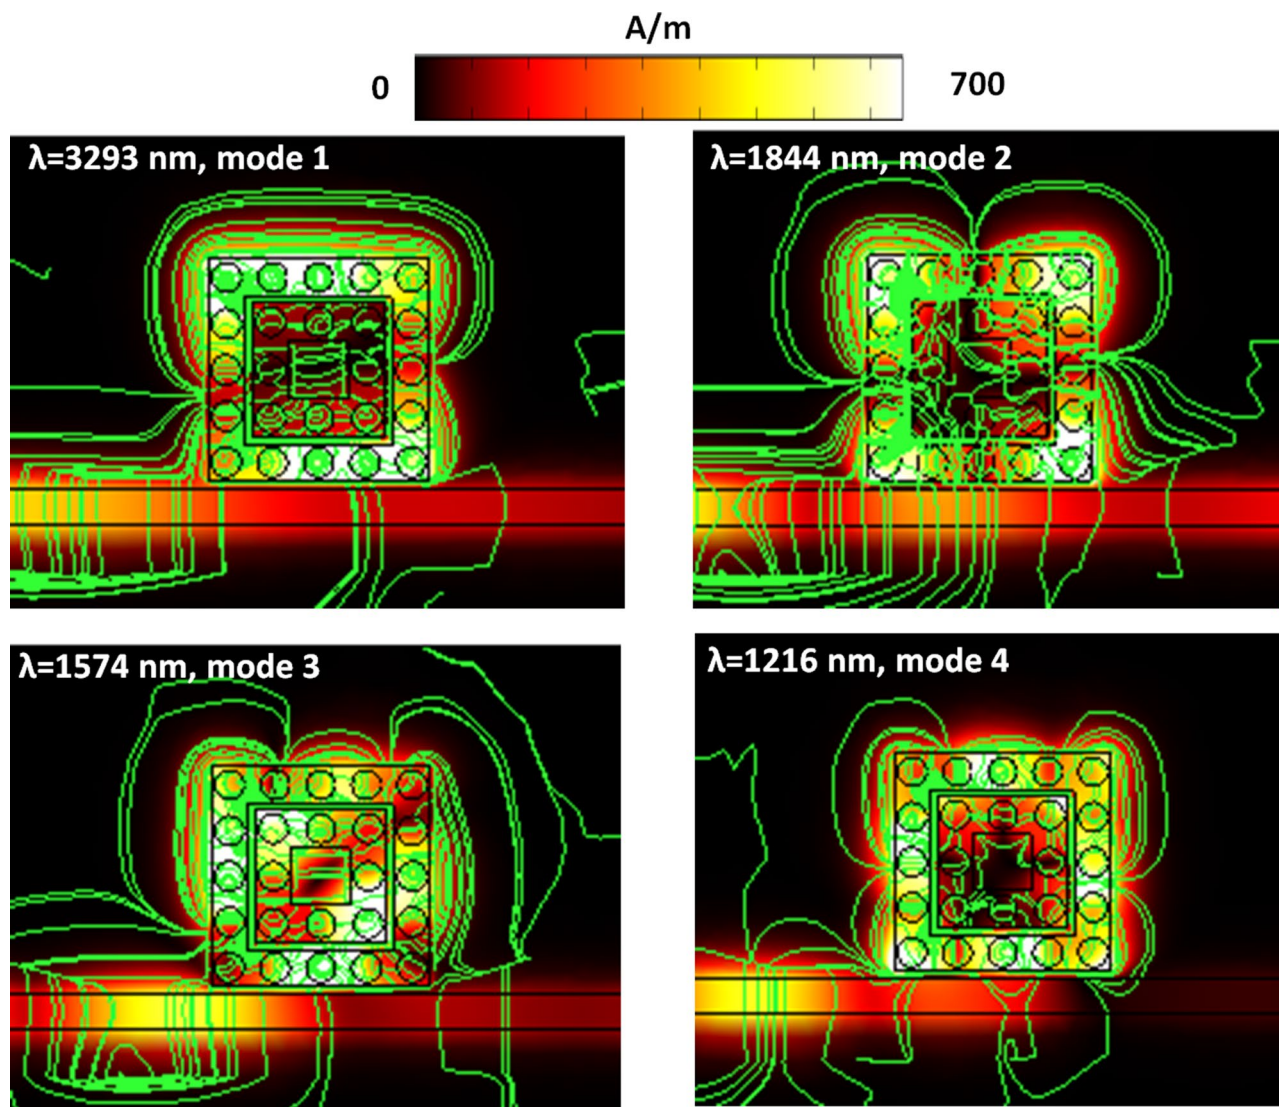 A/m
0
700
λ=3293 nm, mode 1
λ=1844 nm, mode 2
λ=1574 nm, mode 3
λ=1216 nm, mode 4